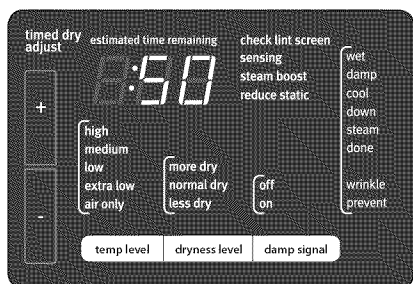 timed dry
adjust
estimated time remaining
:50
+
-
check lint screen
sensing
steam boost
reduce static
wet
damp
cool
down
steam
done
wrinkle
prevent
high
medium
low
extra low
air only
more dry
normal dry
less dry
off
on
temp level
dryness level
damp signal